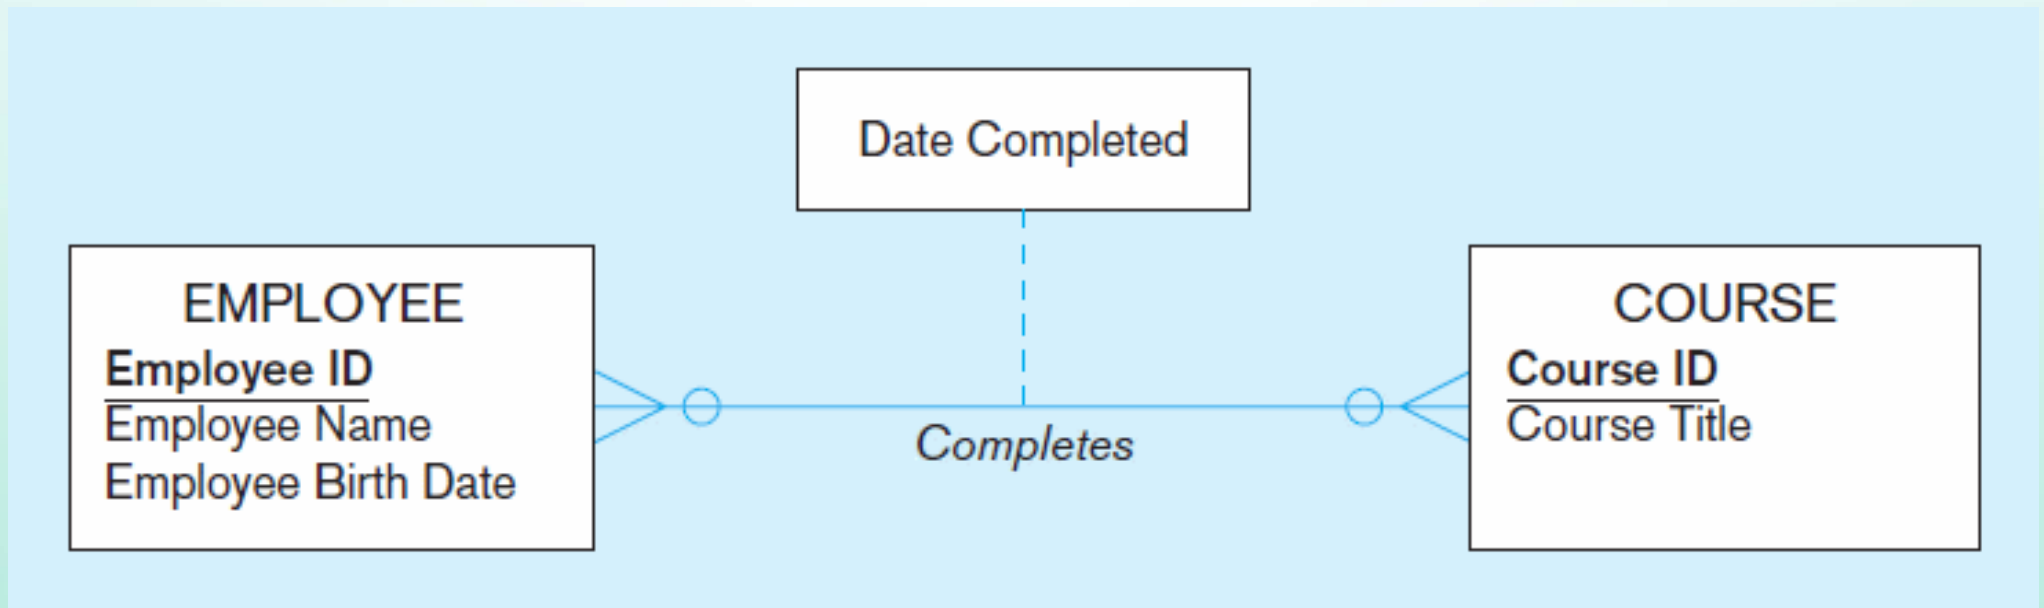 Date Completed
EMPLOYEE
Employee ID
Employee Name
Employee Birth Date
Completes
COURSE
Course ID
Course Title